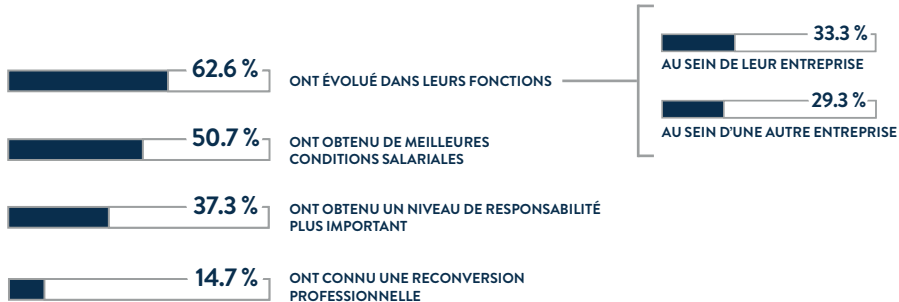 62.6 %
ONT ÉVOLUÉ DANS LEURS FONCTIONS
33.3 %
AU SEIN DE LEUR ENTREPRISE
29.3 %
AU SEIN D'UNE AUTRE ENTREPRISE
50.7 %
ONT OBTENU DE MEILLEURES
CONDITIONS SALARIALES
37.3 %
ONT OBTENU UN NIVEAU DE RESPONSABILITÉ
PLUS IMPORTANT
14.7 %
ONT CONNU UNE RECONVERSION
PROFESSIONNELLE